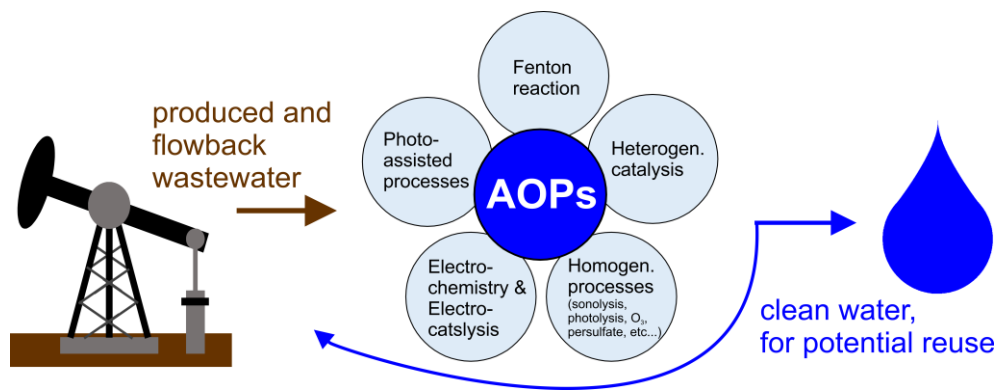 produced and
flowback
wastewater
Fenton
reaction
Photo-
assisted
processes
Heterogen.
catalysis
AOPs
Electro-
chemistry &
Electro-
catslysis
Homogen.
processes
(sonolysis,
photolysis, O₃,
persulfate, etc...)
clean water,
for potential reuse